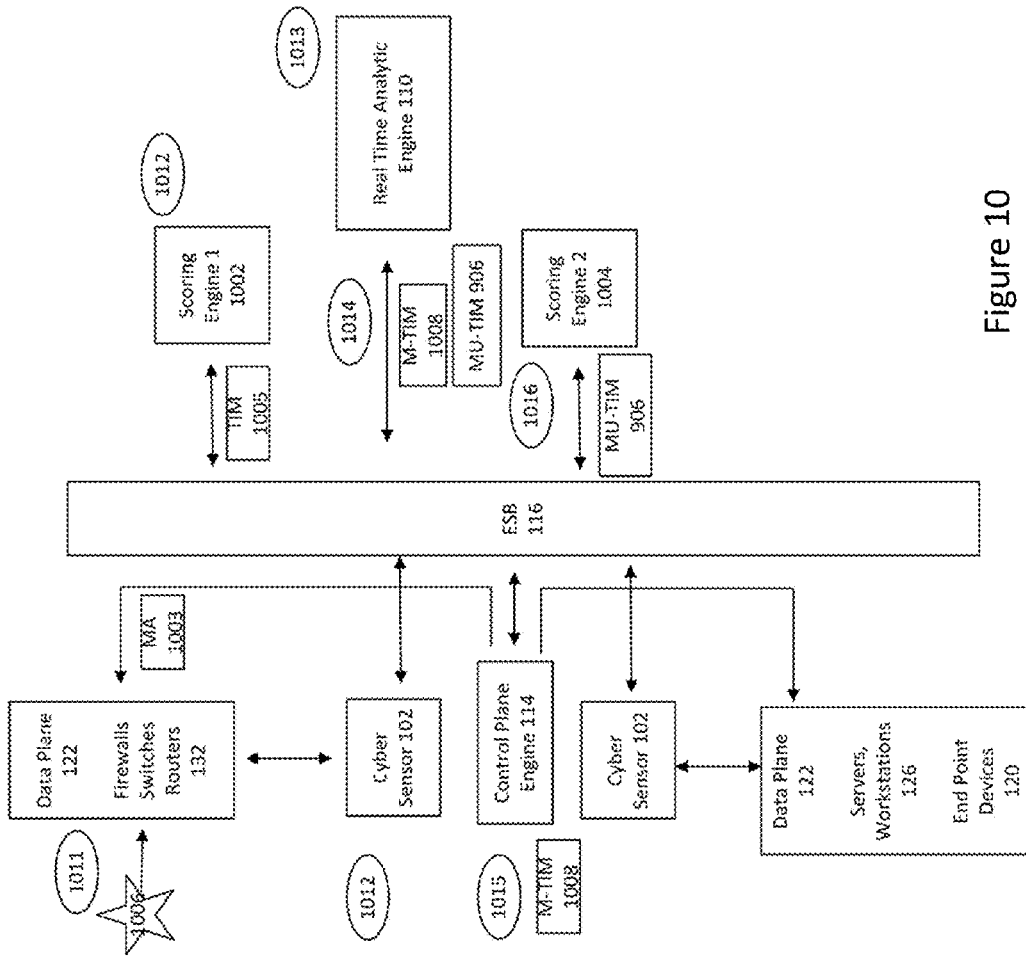 1011
1006
Data Plane
122
Firewalls
Switches
Routers
132
MA
1003
1012
Cyber
Sensor 102
1015
M-TIM
1008
Control Plane
Engine 114
Cyber
Sensor 102
Data Plane
122
Servers,
Workstations
126
End Point
Devices
120
ESB
116
TIM
1005
Scoring
Engine 1
1002
1012
1014
M-TIM
1008
MU-TIM 906
Real Time Analytic
Engine 110
1013
1016
MU-TIM
906
Scoring
Engine 2
1004
Figure 10